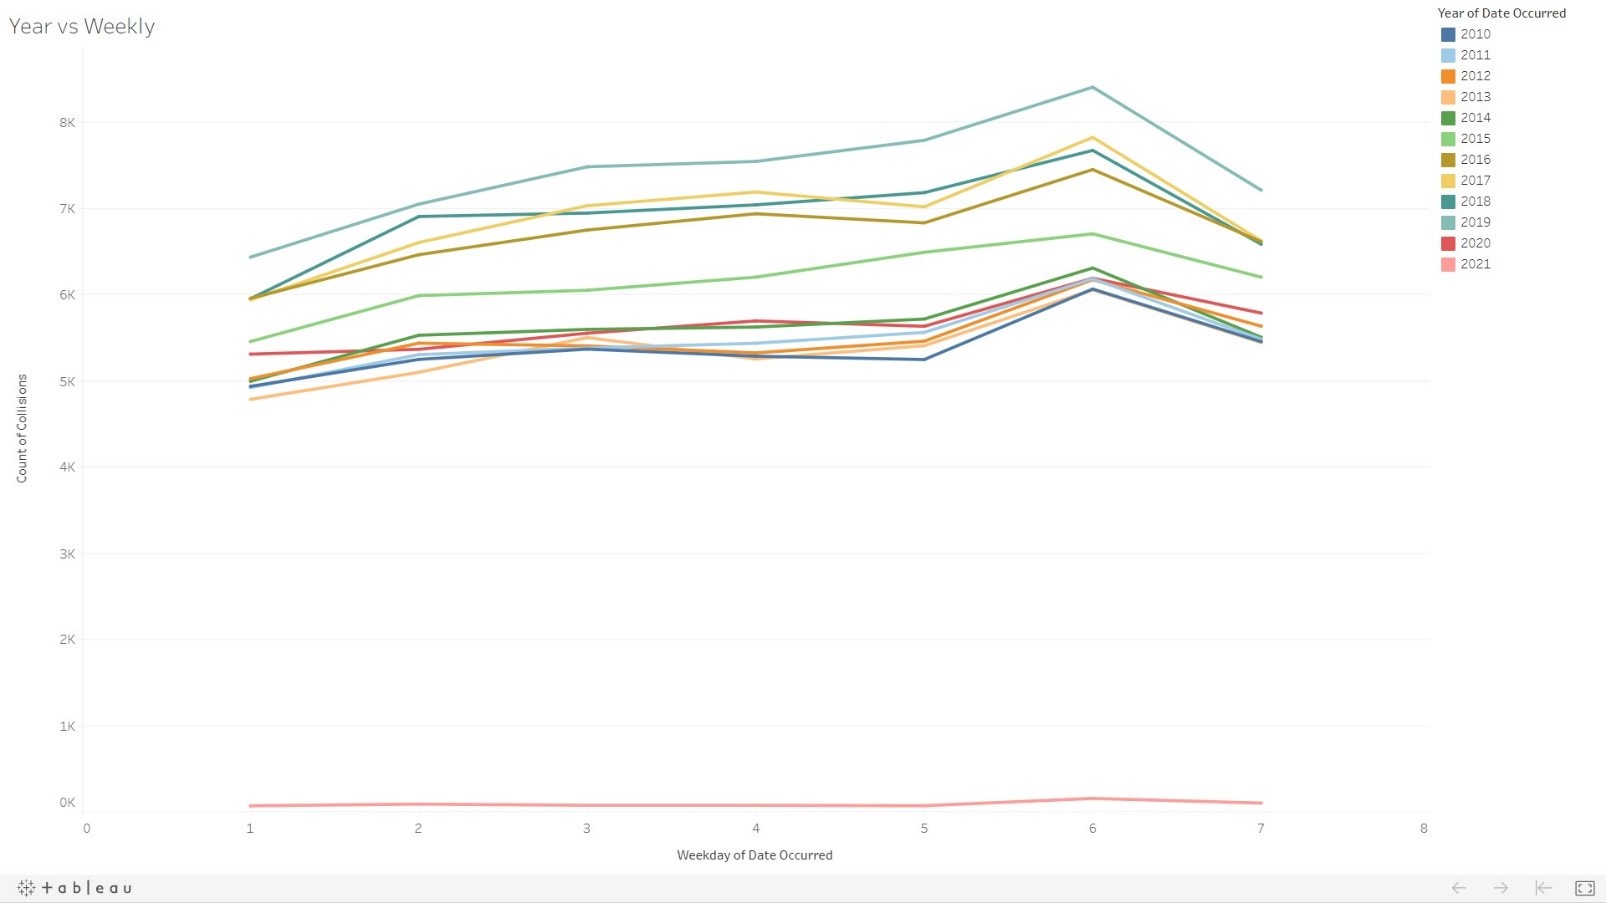 Year vs Weekly
Year of Date Occurred
2010
2011
2012
2013
2014
2015
2016
2017
2018
2019
2020
2021
Count of Collisions
8K
7K
6K
5K
4K
3K
2K
1K
0K
0 1 2 3 4 5 6 7 8
Weekday of Date Occurred
+ableau